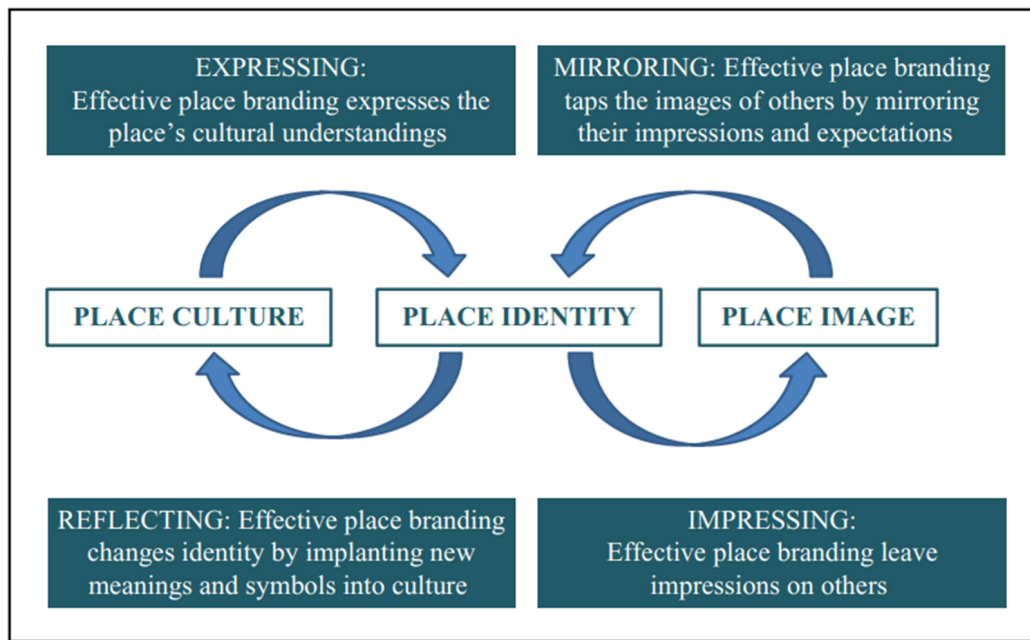 EXPRESSING:
Effective place branding expresses the
place's cultural understandings
MIRRORING: Effective place branding
taps the images of others by mirroring
their impressions and expectations
PLACE CULTURE
PLACE IDENTITY
PLACE IMAGE
REFLECTING: Effective place branding
changes identity by implanting new
meanings and symbols into culture
IMPRESSING:
Effective place branding leave
impressions on others